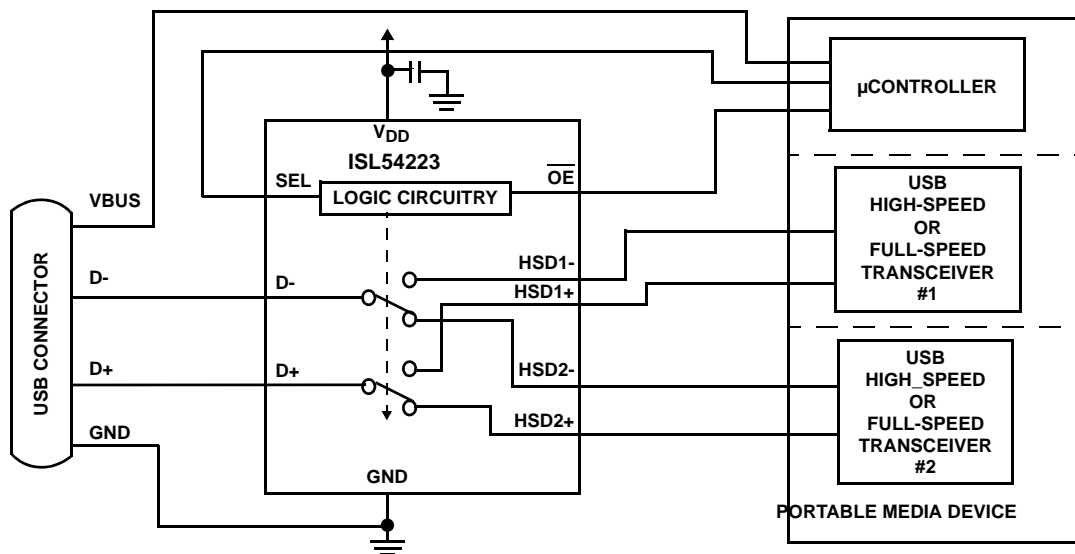 µCONTROLLER
VDD
ISL54223
SEL
OE
LOGIC CIRCUITRY
VBUS
USB
HIGH-SPEED
OR
FULL-SPEED
TRANSCEIVER
#1
USB CONNECTOR
D-
D-
HSD1-
HSD1+
D+
D+
HSD2-
HSD2+
USB
HIGH_SPEED
OR
FULL-SPEED
TRANSCEIVER
#2
GND
GND
PORTABLE MEDIA DEVICE